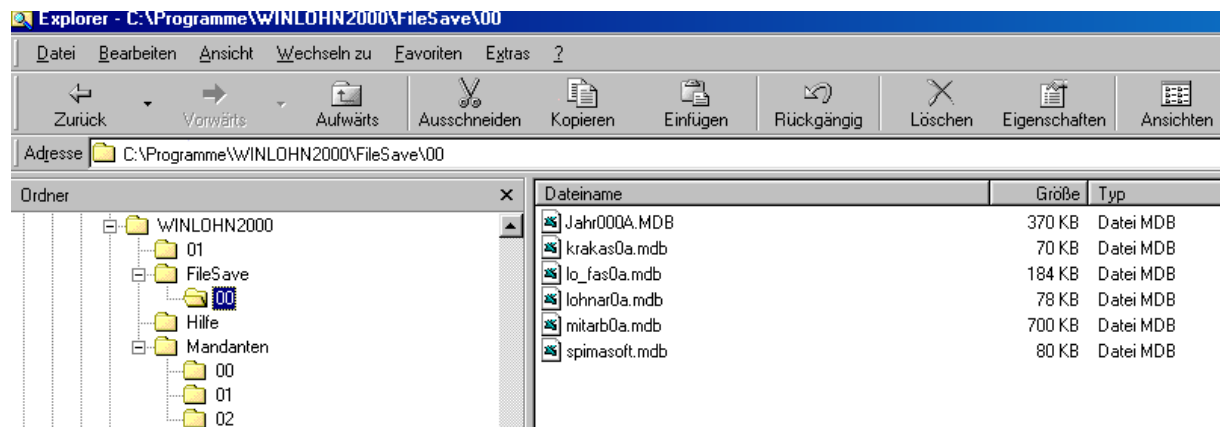 Explorer - C:\Programme\WINLOHN2000\FileSave\00
Datei Bearbeiten Ansicht Wechseln zu Favoriten Extras ?
Zurück Vorwärts Aufwärts Ausschneiden Kopieren Einfügen Rückgängig Löschen Eigenschaften Ansichten
Adresse C:\Programme\WINLOHN2000\FileSave\00
Ordner x
WINLOHN2000
01
FileSave
00
Hilfe
Mandanten
00
01
02
Dateiname Größe Typ
Jahr000A.MDB 370 KB Datei MDB
krakas0a.mdb 70 KB Datei MDB
lo_fas0a.mdb 184 KB Datei MDB
lohnar0a.mdb 78 KB Datei MDB
mitarb0a.mdb 700 KB Datei MDB
spimasoft.mdb 80 KB Datei MDB